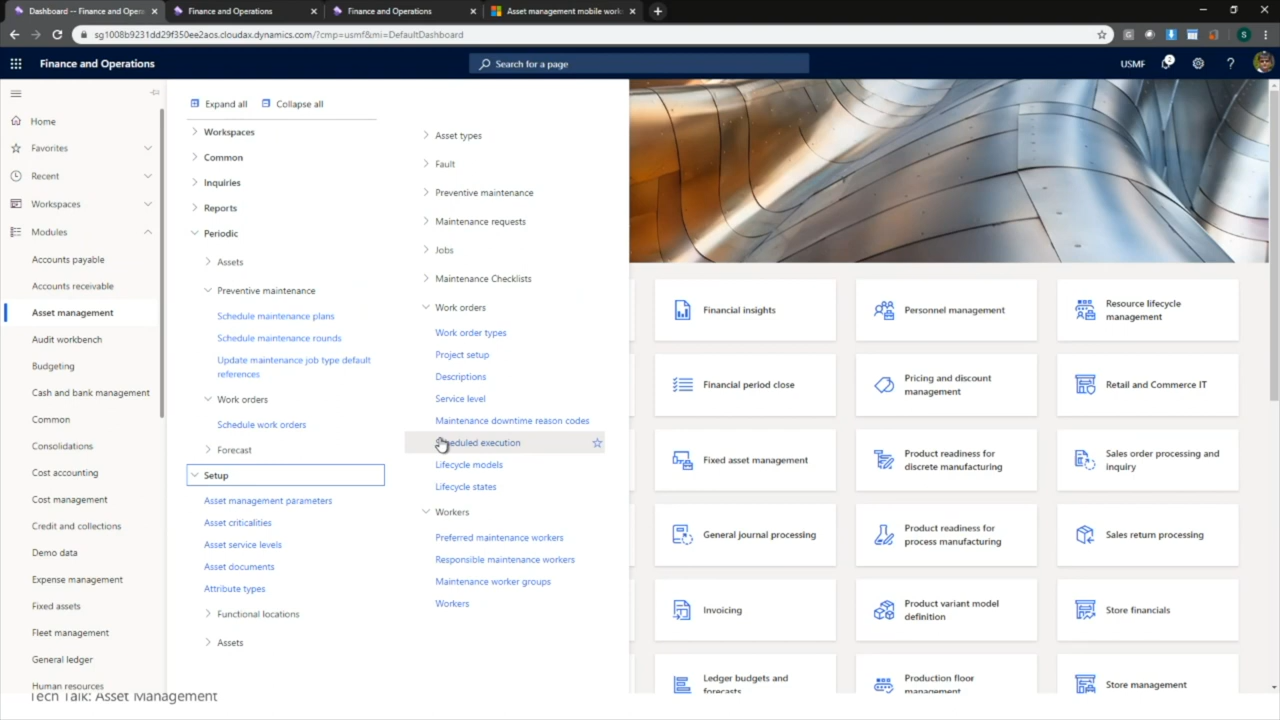 Dashboard -- Finance and Opera
Finance and Operations
Finance and Operations
Asset management mobile work
sg1008b9231dd29f350ee2aos.cloudax.dynamics.com/?cmp=usmf&mi=DefaultDashboard
S
Finance and Operations
Search for a page
USMF
?
Home
Favorites
Recent
Workspaces
Modules
Accounts payable
Accounts receivable
Asset management
Audit workbench
Budgeting
Cash and bank management
Common
Consolidations
Cost accounting
Cost management
Credit and collections
Demo data
Expense management
Fixed assets
Fleet management
General ledger
Human resources
Expand all
Collapse all
Workspaces
Common
Inquiries
Reports
Periodic
Assets
Preventive maintenance
Schedule maintenance plans
Schedule maintenance rounds
Update maintenance job type default
references
Work orders
Schedule work orders
Forecast
Setup
Asset management parameters
Asset criticalities
Asset service levels
Asset documents
Attribute types
Functional locations
Assets
Asset types
Fault
Preventive maintenance
Maintenance requests
Jobs
Maintenance Checklists
Work orders
Work order types
Project setup
Descriptions
Service level
Maintenance downtime reason codes
execution
Lifecycle models
Lifecycle states
Workers
Preferred maintenance workers
Responsible maintenance workers
Maintenance worker groups
Workers
Financial insights
Personnel management
Resource lifecycle
management
Financial period close
Pricing and discount
management
Retail and Commerce IT
Fixed asset management
Product readiness for
discrete manufacturing
Sales order processing and
inquiry
General journal processing
Product readiness for
process manufacturing
Sales return processing
Invoicing
Product variant model
definition
Store financials
Ledger budgets and
forecasts
Production floor
management
Store management
Tech Talk: Asset Management